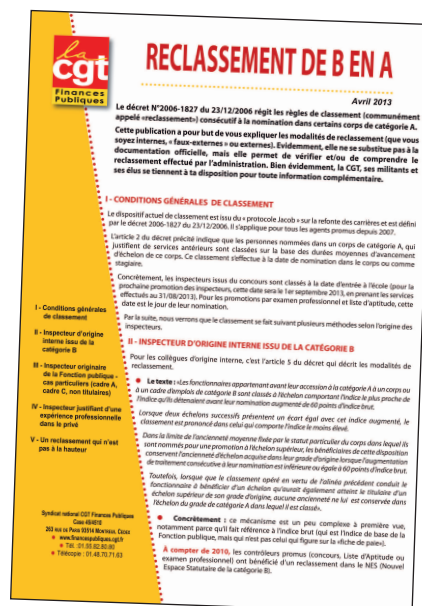 la
cgt
Finances
Publiques
RECLASSEMENT DE B EN A
Avril 2013
Le décret N°2006-1827 du 23/12/2006 régit les règles de classement (communément
appelé «reclassement») consécutif à la nomination dans certains corps de catégorie A.
Cette publication a pour but de vous expliquer les modalités de reclassement (que vous
soyez internes, « faux-externes » ou externes). Evidemment, elle ne se substitue pas à la
documentation officielle, mais elle permet de vérifier et/ou de comprendre le
reclassement effectué par l'administration. Bien évidemment, la CGT, ses militants et
ses élus se tiennent à ta disposition pour toute information complémentaire.
I - CONDITIONS GÉNÉRALES DE CLASSEMENT
Le dispositif actuel de classement est issu du « protocole Jacob » sur la refonte des carrières et est défini
par le décret 2006-1827 du 23/12/2006. Il s'applique pour tous les agents promus depuis 2007.
L'article 2 du décret précité indique que les personnes nommées dans un corps de catégorie A, qui
justifient de services antérieurs sont classées sur la base des durées moyennes d'avancement
d'échelon de ce corps. Ce classement s'effectue à la date de nomination dans le corps ou comme
stagiaire.
Concrètement, les inspecteurs issus du concours sont classés à la date d'entrée à l'école (pour la
prochaine promotion des inspecteurs, cette date sera le 1er septembre 2013, en prenant les services
effectués au 31/08/2013). Pour les promotions par examen professionnel et liste d'aptitude, cette
date est le jour de leur nomination.
Par la suite, nous verrons que le classement se fait suivant plusieurs méthodes selon l'origine des
inspecteurs.
II - INSPECTEUR D'ORIGINE INTERNE ISSU DE LA CATÉGORIE B
Pour les collègues d'origine interne, c'est l'article 5 du décret qui décrit les modalités de
reclassement.
● Le texte : «Les fonctionnaires appartenant avant leur accession à la catégorie A à un corps ou
à un cadre d'emplois de catégorie B sont classés à l'échelon comportant l'indice le plus proche de
l'indice qu'ils détenaient avant leur nomination augmenté de 60 points d'indice brut.
Lorsque deux échelons successifs présentent un écart égal avec cet indice augmenté, le
classement est prononcé dans celui qui comporte l'indice le moins élevé.
Dans la limite de l'ancienneté moyenne fixée par le statut particulier du corps dans lequel ils
sont nommés pour une promotion à l'échelon supérieur, les bénéficiaires de cette disposition
conservent l'ancienneté d'échelon acquise dans leur grade d'origine lorsque l'augmentation
de traitement consécutive à leur nomination est inférieure ou égale à 60 points d'indice brut.
Toutefois, lorsque le classement opéré en vertu de l'alinéa précédent conduit le
fonctionnaire à bénéficier d'un échelon qu'aurait également atteint le titulaire d'un
échelon supérieur de son grade d'origine, aucune ancienneté ne lui est conservée dans
l'échelon du grade de catégorie A dans lequel il est classé».
● Concrètement : ce mécanisme est un peu complexe à première vue,
notamment parce qu'il fait référence à l'indice brut (qui est l'indice de base de la
Fonction publique, mais qui n'est pas celui qui figure sur la «fiche de paie»).
À compter de 2010, les contrôleurs promus (concours, Liste d'Aptitude ou
examen professionnel) ont bénéficié d'un reclassement dans le NES (Nouvel
Espace Statutaire de la catégorie B).
I - Conditions générales
de classement
II - Inspecteur d'origine
interne issu de la
catégorie B
III - Inspecteur originaire
de la Fonction publique -
cas particuliers (cadre A,
cadre C, non titulaires)
IV - Inspecteur justifiant d'une
expérience professionnelle
dans le privé
V - Un reclassement qui n'est
pas à la hauteur
Syndicat national CGT Finances Publiques
Case 450/510
263 rue de Paris 93514 Montreuil Cedex
● www.financespubliques.cgt.fr
● Tél. : 01.55.82.80.80
● Télécopie : 01.48.70.71.63